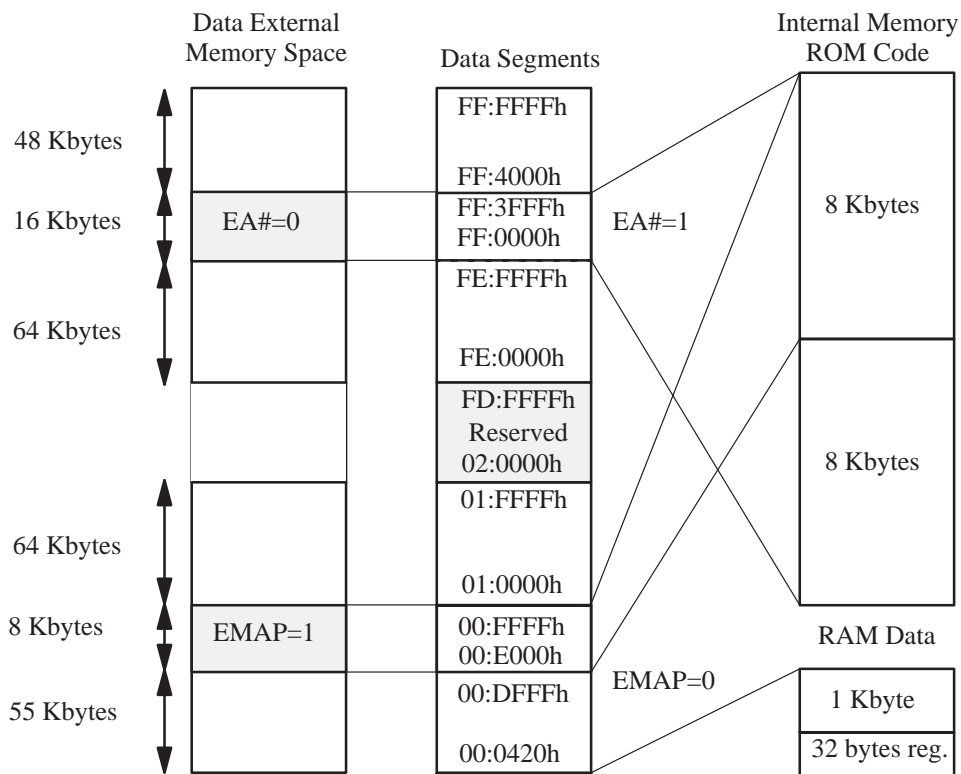 Data External
Memory Space
Data Segments
Internal Memory
ROM Code
48 Kbytes
16 Kbytes
64 Kbytes
64 Kbytes
8 Kbytes
55 Kbytes
EA#=0
EMAP=1
FF:FFFFh
FF:4000h
FF:3FFFh
FF:0000h
FE:FFFFh
FE:0000h
FD:FFFFh
Reserved
02:0000h
01:FFFFh
01:0000h
00:FFFFh
00:E000h
00:DFFFh
00:0420h
EA#=1
EMAP=0
8 Kbytes
8 Kbytes
RAM Data
1 Kbyte
32 bytes reg.